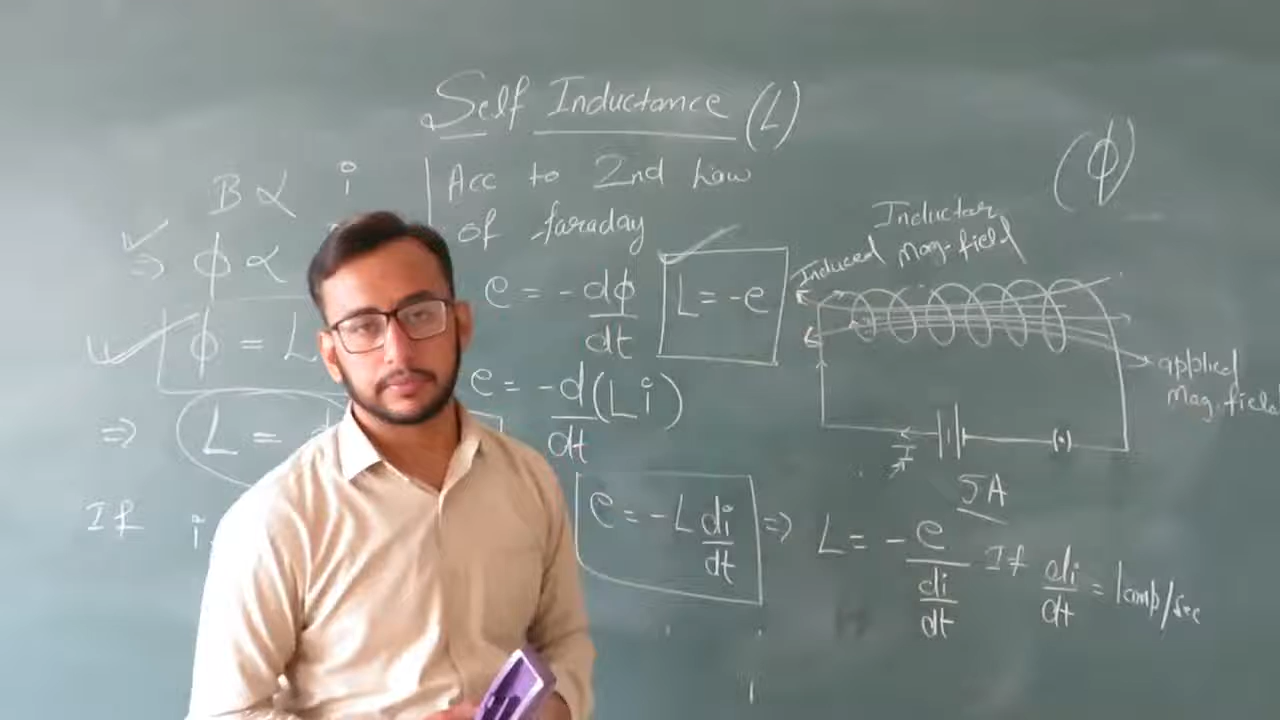 Self Inductance (L)
B ∝ i
⇒ ϕ ∝
ϕ = L
⇒ L =
If i
Acc to 2nd Law
of faraday
e = -dϕ/dt
L = -e
e = -d/dt (Li)
e = -L di/dt ⇒ L = -e/(di/dt) If di/dt = 1amp/sec
(ϕ)
Inductor
Induced Mag. field
applied
Mag. field
I
5A